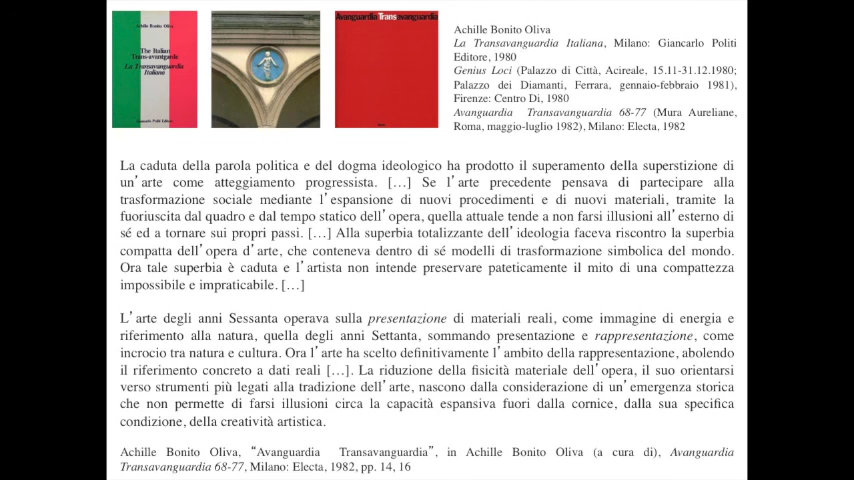 Achille Bonito Oliva
The Italian
Trans-avantgarde
La Transavanguardia
Italiana
Giancarlo Politi Editore
Avanguardia Transavanguardia
Achille Bonito Oliva
La Transavanguardia Italiana, Milano: Giancarlo Politi
Editore, 1980
Genius Loci (Palazzo di Città, Acireale, 15.11-31.12.1980;
Palazzo dei Diamanti, Ferrara, gennaio-febbraio 1981),
Firenze: Centro Di, 1980
Avanguardia Transavanguardia 68-77 (Mura Aureliane,
Roma, maggio-luglio 1982), Milano: Electa, 1982
La caduta della parola politica e del dogma ideologico ha prodotto il superamento della superstizione di
un’arte come atteggiamento progressista. […] Se l’arte precedente pensava di partecipare alla
trasformazione sociale mediante l’espansione di nuovi procedimenti e di nuovi materiali, tramite la
fuoriuscita dal quadro e dal tempo statico dell’opera, quella attuale tende a non farsi illusioni all’esterno di
sé ed a tornare sui propri passi. […] Alla superbia totalizzante dell’ideologia faceva riscontro la superbia
compatta dell’opera d’arte, che conteneva dentro di sé modelli di trasformazione simbolica del mondo.
Ora tale superbia è caduta e l’artista non intende preservare pateticamente il mito di una compattezza
impossibile e impraticabile. […]
L’arte degli anni Sessanta operava sulla presentazione di materiali reali, come immagine di energia e
riferimento alla natura, quella degli anni Settanta, sommando presentazione e rappresentazione, come
incrocio tra natura e cultura. Ora l’arte ha scelto definitivamente l’ambito della rappresentazione, abolendo
il riferimento concreto a dati reali […]. La riduzione della fisicità materiale dell’opera, il suo orientarsi
verso strumenti più legati alla tradizione dell’arte, nascono dalla considerazione di un’emergenza storica
che non permette di farsi illusioni circa la capacità espansiva fuori dalla cornice, dalla sua specifica
condizione, della creatività artistica.
Achille Bonito Oliva, “Avanguardia Transavanguardia”, in Achille Bonito Oliva (a cura di), Avanguardia
Transavanguardia 68-77, Milano: Electa, 1982, pp. 14, 16